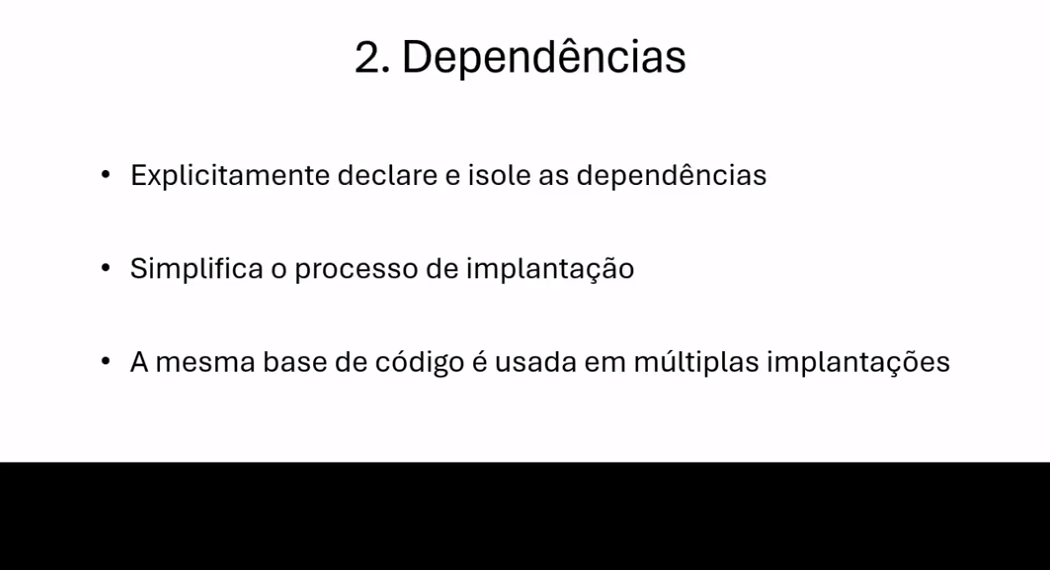 2. Dependências
• Explicitamente declare e isole as dependências
• Simplifica o processo de implantação
• A mesma base de código é usada em múltiplas implantações